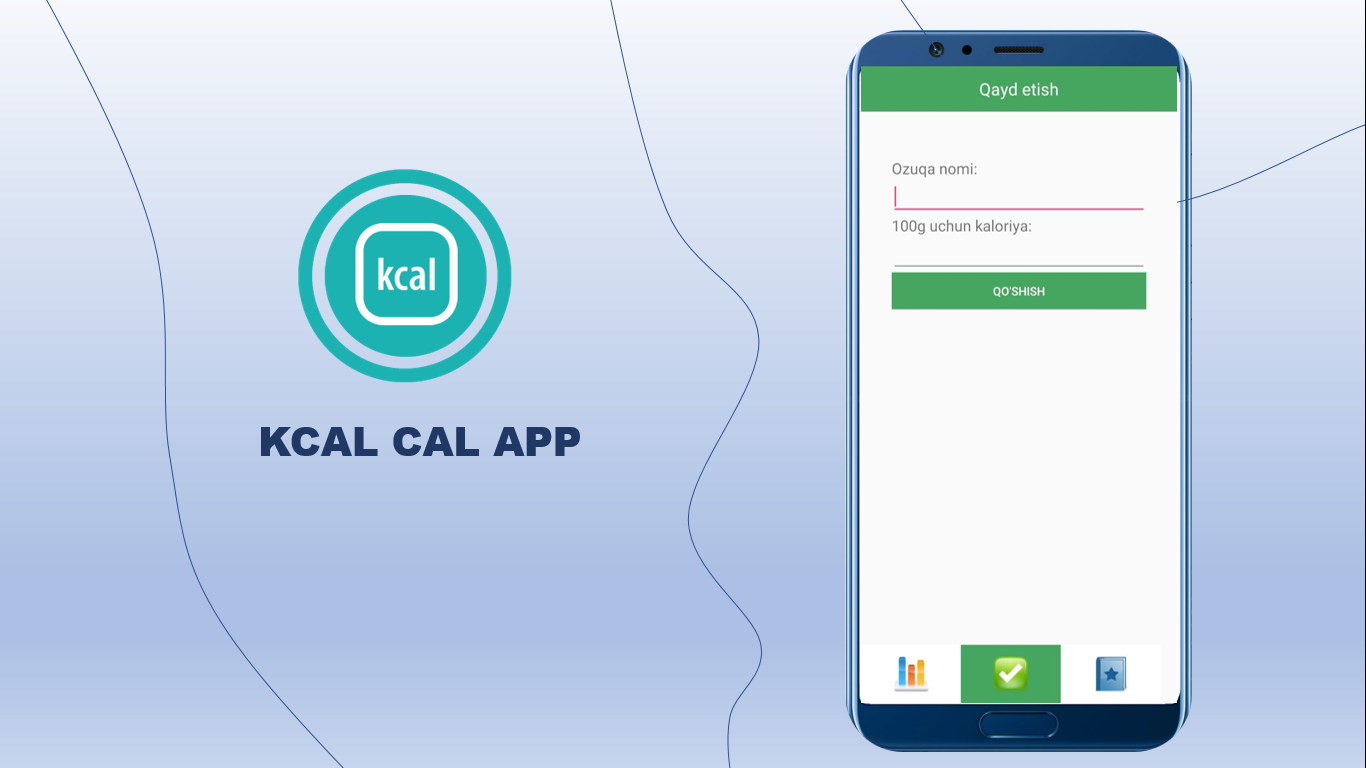 kcal
KCAL CAL APP
Qayd etish
Ozuqa nomi:
100g uchun kaloriya:
QO'SHISH